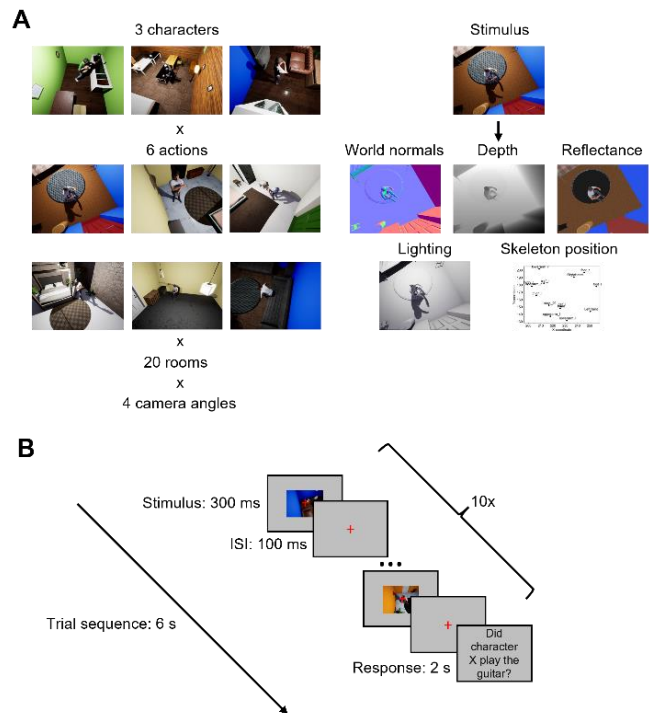 A
3 characters
x
6 actions
x
20 rooms
x
4 camera angles
Stimulus
World normals
Depth
Reflectance
Lighting
Skeleton position
B
Stimulus: 300 ms
ISI: 100 ms
10x
Trial sequence: 6 s
Response: 2 s
Did
character
X play the
guitar?